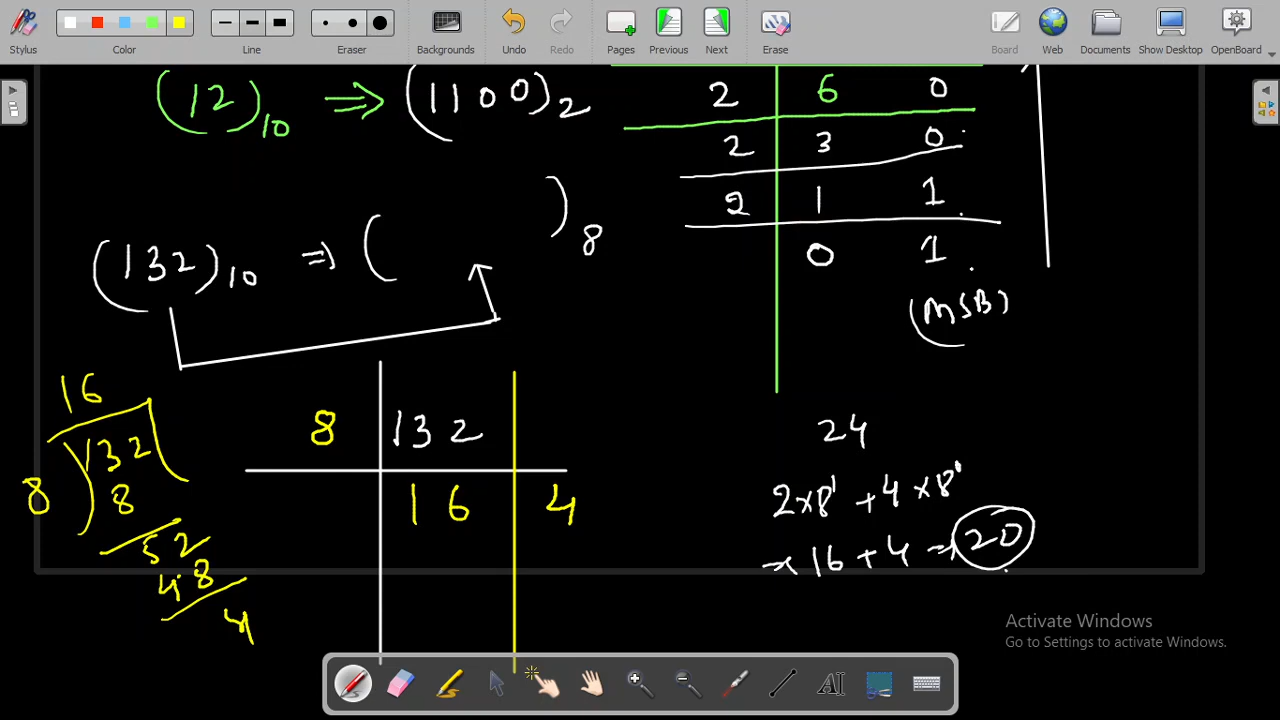 Stylus Color Line Eraser Backgrounds Undo Redo Pages Previous Next Erase Board Web Documents Show Desktop OpenBoard
(12)10 ⇒ (1100)2
2 6 0
2 3 0
2 1 1
0 1
(MSB)
(132)10 ⇒ ( )8
16
8 ) 132
8
52
48
4
8 132
16 4
24
2×8¹ + 4×8¹
→ 16 + 4 ⇒ 20
Activate Windows
Go to Settings to activate Windows.